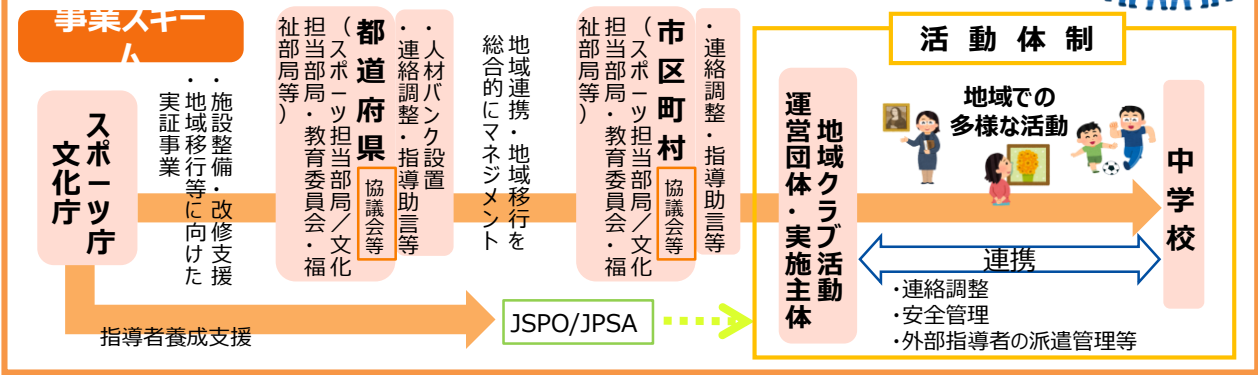 事業スキー
ム
スポーツ庁
文化庁
・施設整備・改修支援
・地域移行等に向けた
実証事業
都道府県
(スポーツ担当部局/文化
担当部局・教育委員会・福
祉部局等)
協議会等
・人材バンク設置
・連絡調整・指導助言等
地域連携・地域移行を
総合的にマネジメント
市区町村
(スポーツ担当部局/文化
担当部局・教育委員会・福
祉部局等)
協議会等
・連絡調整・指導助言等
活動体制
地域クラブ活動
運営団体・実施主体
地域での
多様な活動
中学校
連携
・連絡調整
・安全管理
・外部指導者の派遣管理等
指導者養成支援
JSPO/JPSA